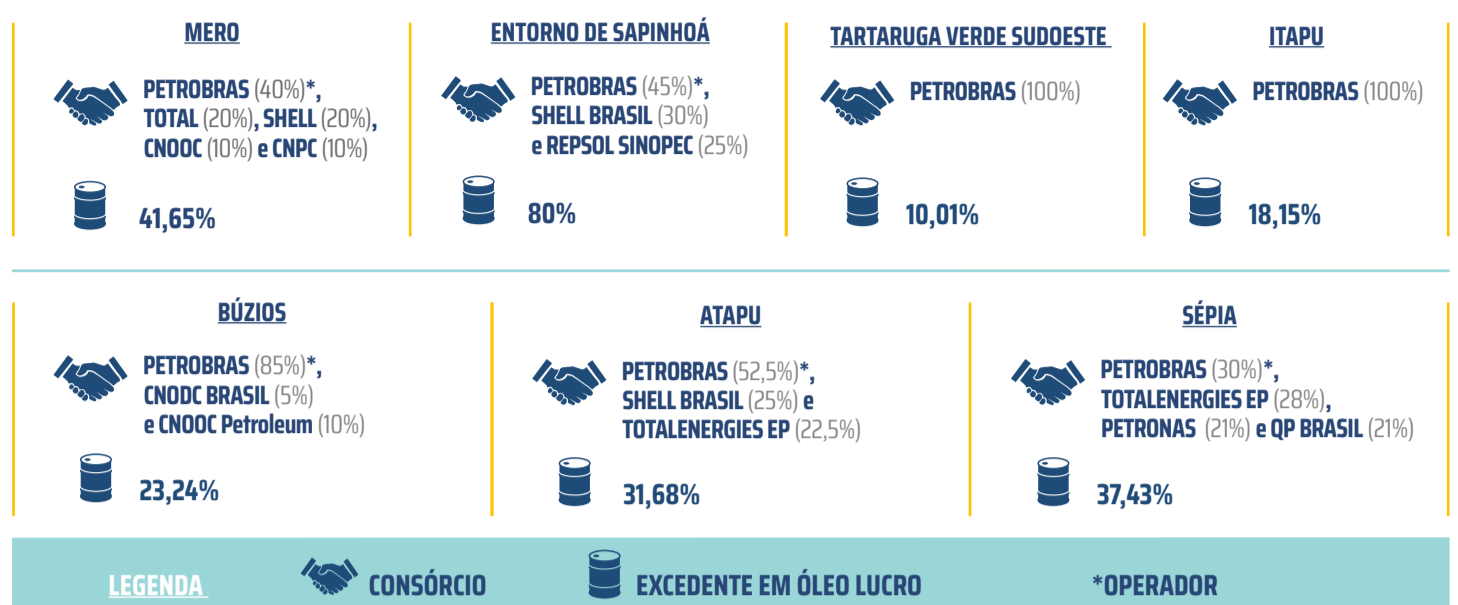 MERO
PETROBRAS (40%)*,
TOTAL (20%), SHELL (20%),
CNOOC (10%) e CNPC (10%)
41,65%
ENTORNO DE SAPINHOÁ
PETROBRAS (45%)*,
SHELL BRASIL (30%)
e REPSOL SINOPEC (25%)
80%
TARTARUGA VERDE SUDOESTE
PETROBRAS (100%)
10,01%
ITAPU
PETROBRAS (100%)
18,15%
BÚZIOS
PETROBRAS (85%)*,
CNODC BRASIL (5%)
e CNOOC Petroleum (10%)
23,24%
ATAPU
PETROBRAS (52,5%)*,
SHELL BRASIL (25%) e
TOTALENERGIES EP (22,5%)
31,68%
SÉPIA
PETROBRAS (30%)*,
TOTALENERGIES EP (28%),
PETRONAS (21%) e QP BRASIL (21%)
37,43%
LEGENDA
CONSÓRCIO
EXCEDENTE EM ÓLEO LUCRO
*OPERADOR